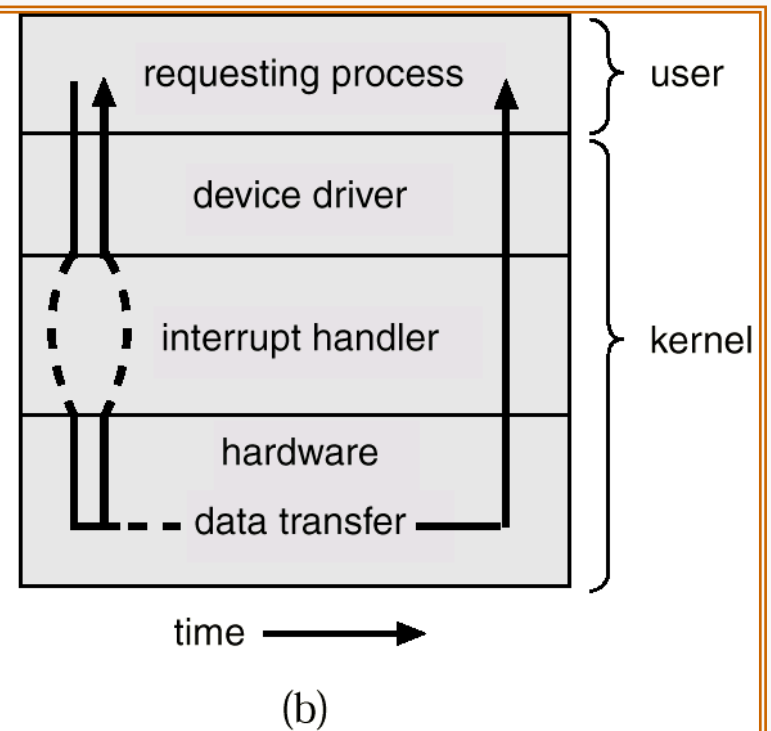 requesting process
user
device driver
interrupt handler
kernel
hardware
data transfer
time
(b)